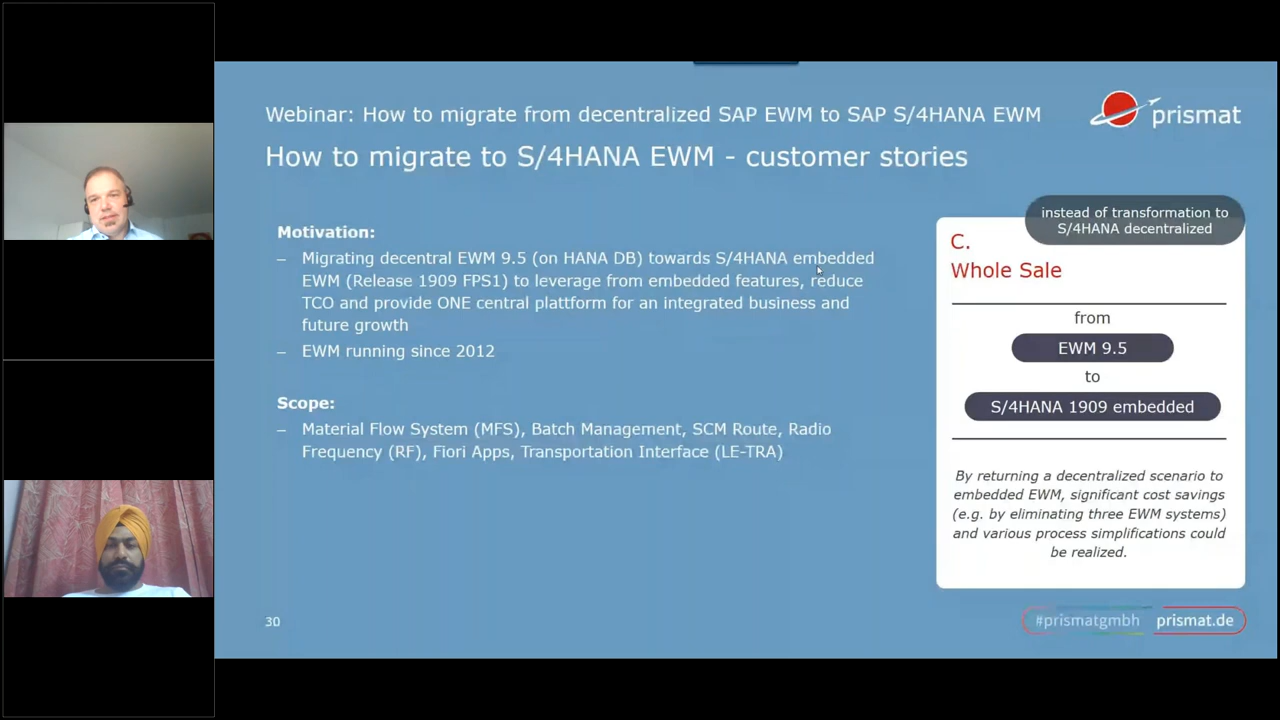 Webinar: How to migrate from decentralized SAP EWM to SAP S/4HANA EWM
prismat
How to migrate to S/4HANA EWM - customer stories
Motivation:
– Migrating decentral EWM 9.5 (on HANA DB) towards S/4HANA embedded
EWM (Release 1909 FPS1) to leverage from embedded features, reduce
TCO and provide ONE central plattform for an integrated business and
future growth
– EWM running since 2012
Scope:
– Material Flow System (MFS), Batch Management, SCM Route, Radio
Frequency (RF), Fiori Apps, Transportation Interface (LE-TRA)
instead of transformation to
S/4HANA decentralized
C.
Whole Sale
from
EWM 9.5
to
S/4HANA 1909 embedded
By returning a decentralized scenario to
embedded EWM, significant cost savings
(e.g. by eliminating three EWM systems)
and various process simplifications could
be realized.
30
#prismatgmbh
prismat.de